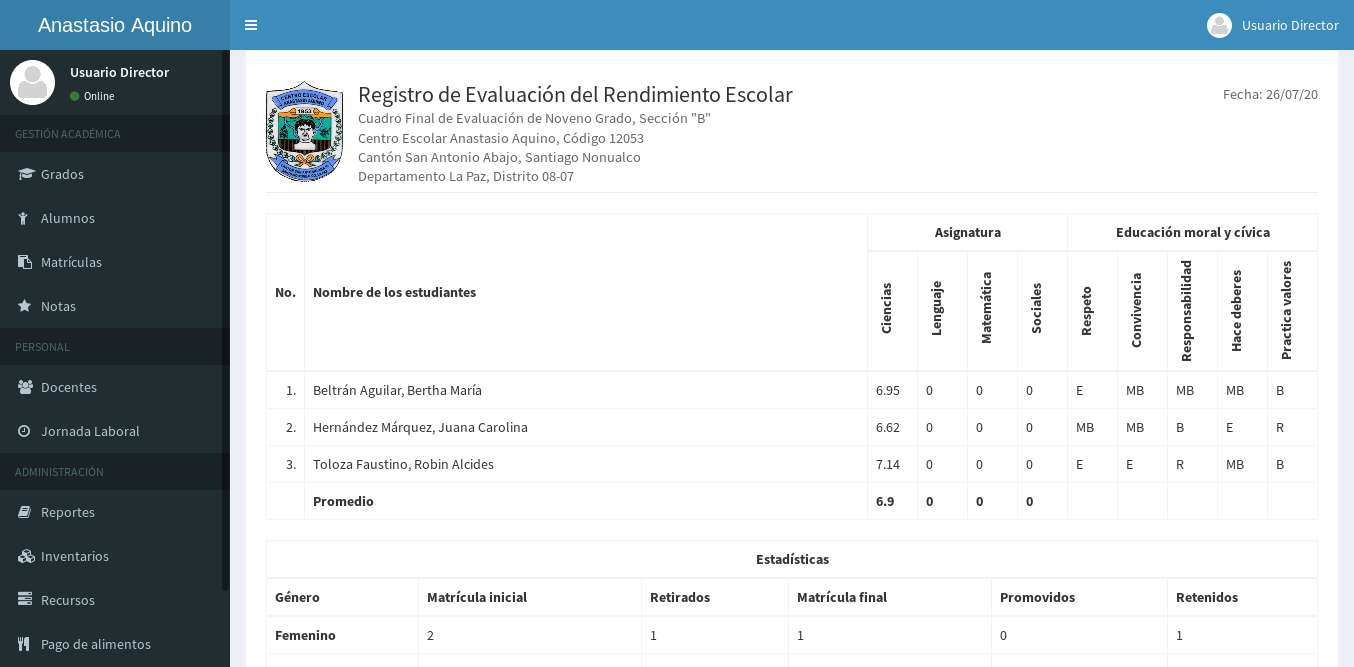 Anastasio Aquino
Usuario Director
Usuario Director
Online
GESTIÓN ACADÉMICA
Grados
Alumnos
Matrículas
Notas
PERSONAL
Docentes
Jornada Laboral
ADMINISTRACIÓN
Reportes
Inventarios
Recursos
Pago de alimentos
CENTRO ESCOLAR
ANASTASIO AQUINO
1953
Registro de Evaluación del Rendimiento Escolar
Fecha: 26/07/20
Cuadro Final de Evaluación de Noveno Grado, Sección "B"
Centro Escolar Anastasio Aquino, Código 12053
Cantón San Antonio Abajo, Santiago Nonualco
Departamento La Paz, Distrito 08-07
No. Nombre de los estudiantes Asignatura Educación moral y cívica
Ciencias Lenguaje Matemática Sociales Respeto Convivencia Responsabilidad Hace deberes Practica valores
1. Beltrán Aguilar, Bertha María 6.95 0 0 0 E MB MB MB B
2. Hernández Márquez, Juana Carolina 6.62 0 0 0 MB MB B E R
3. Toloza Faustino, Robin Alcides 7.14 0 0 0 E E R MB B
Promedio 6.9 0 0 0
Estadísticas
Género Matrícula inicial Retirados Matrícula final Promovidos Retenidos
Femenino 2 1 1 0 1